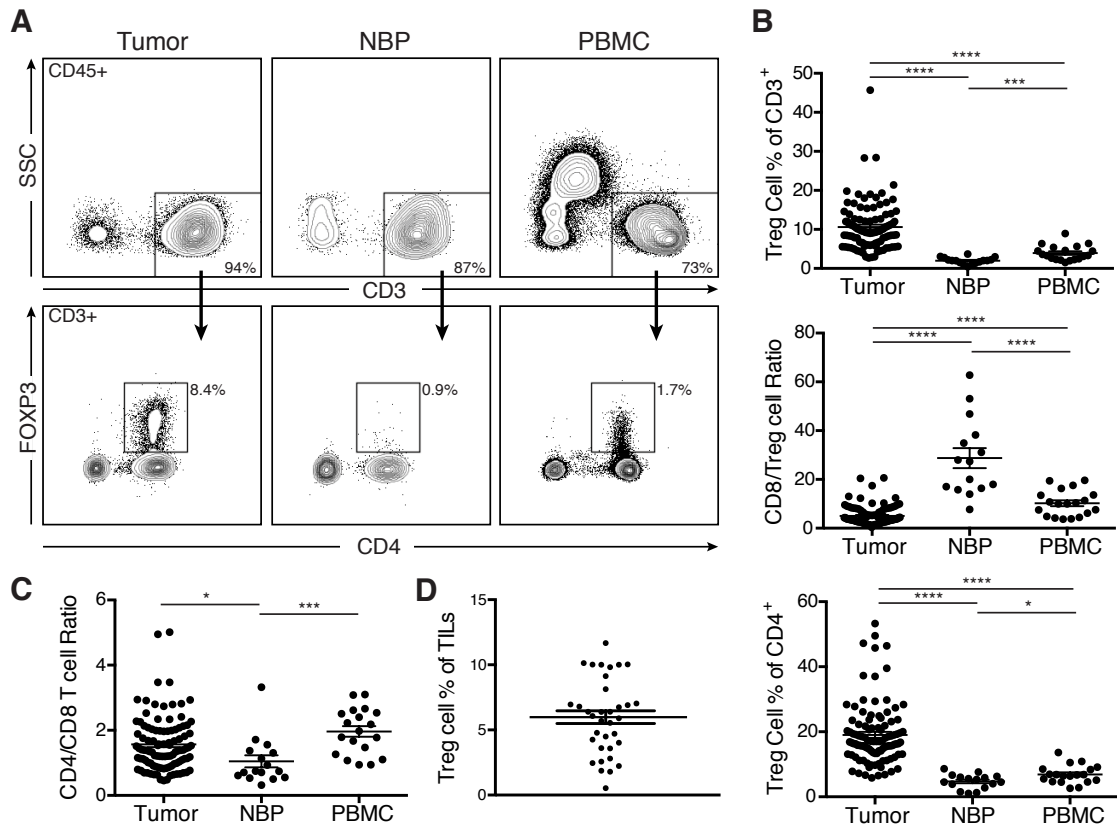 A
Tumor
NBP
PBMC
CD45+
SSC
94%
87%
73%
CD3
CD3+
FOXP3
8.4%
0.9%
1.7%
CD4
B
Treg Cell % of CD3+
50
40
30
20
10
0
****
****
***
Tumor
NBP
PBMC
CD8/Treg cell Ratio
80
60
40
20
0
****
****
****
Tumor
NBP
PBMC
Treg Cell % of CD4+
60
40
20
0
****
****
*
Tumor
NBP
PBMC
C
CD4/CD8 T cell Ratio
6
4
2
0
*
***
Tumor
NBP
PBMC
D
Treg cell % of TILs
15
10
5
0